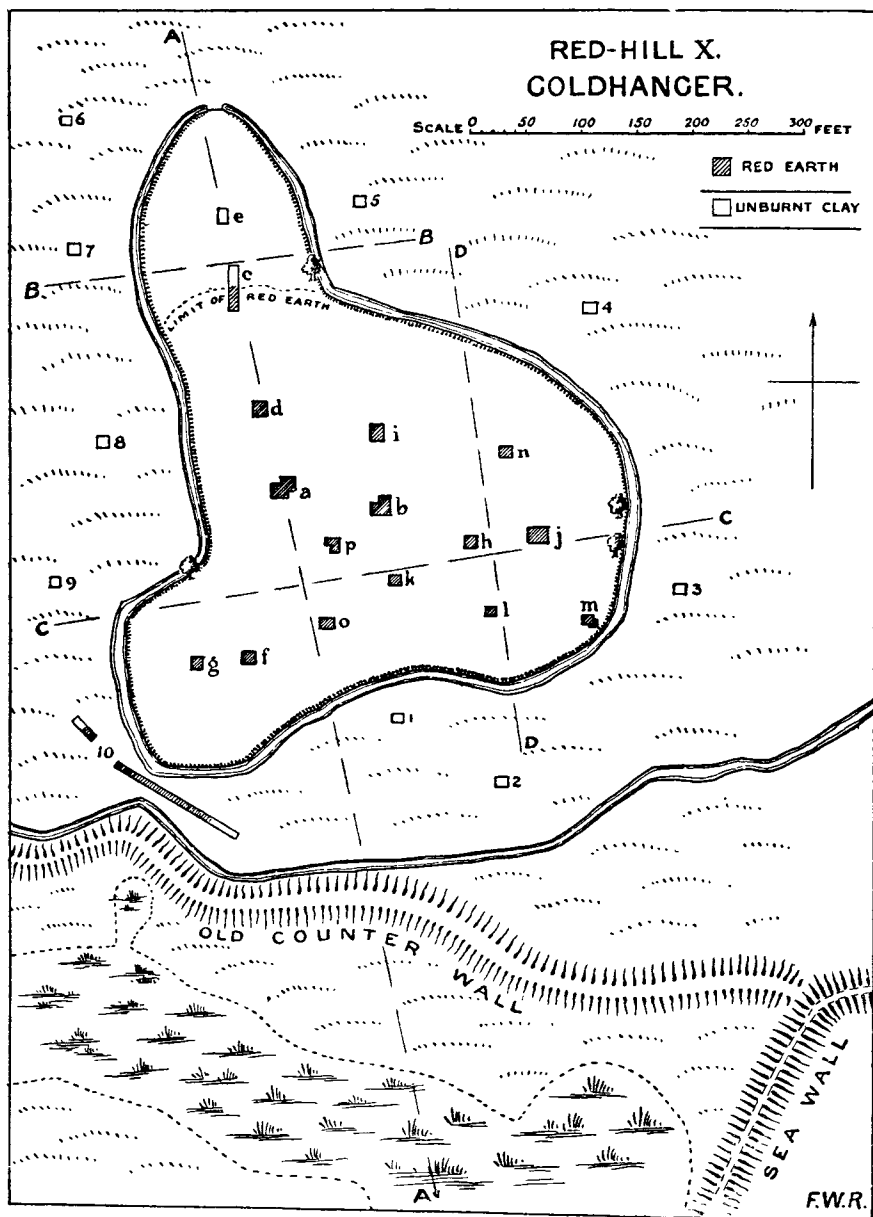 A
RED-HILL X.
GOLDHANGER.
SCALE 0 50 100 150 200 250 300 FEET
RED EARTH
UNBURNT CLAY
6
5
e
7
B
B
D
c
LIMIT OF RED EARTH
4
d
i
8
n
a
b
C
p
h
j
k
9
3
C
l
m
o
g
f
1
10
D
2
OLD COUNTER WALL
SEA WALL
A
F.W.R.